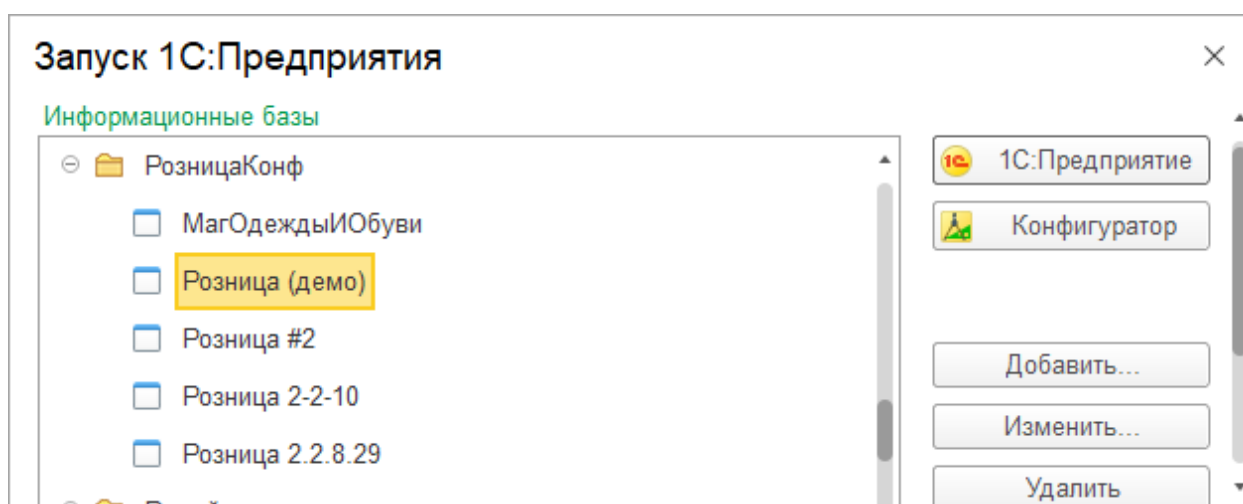 Запуск 1С:Предприятия
Информационные базы
РозницаКонф
МагОдеждыИОбуви
Розница (демо)
Розница #2
Розница 2-2-10
Розница 2.2.8.29
1С:Предприятие
Конфигуратор
Добавить...
Изменить...
Удалить